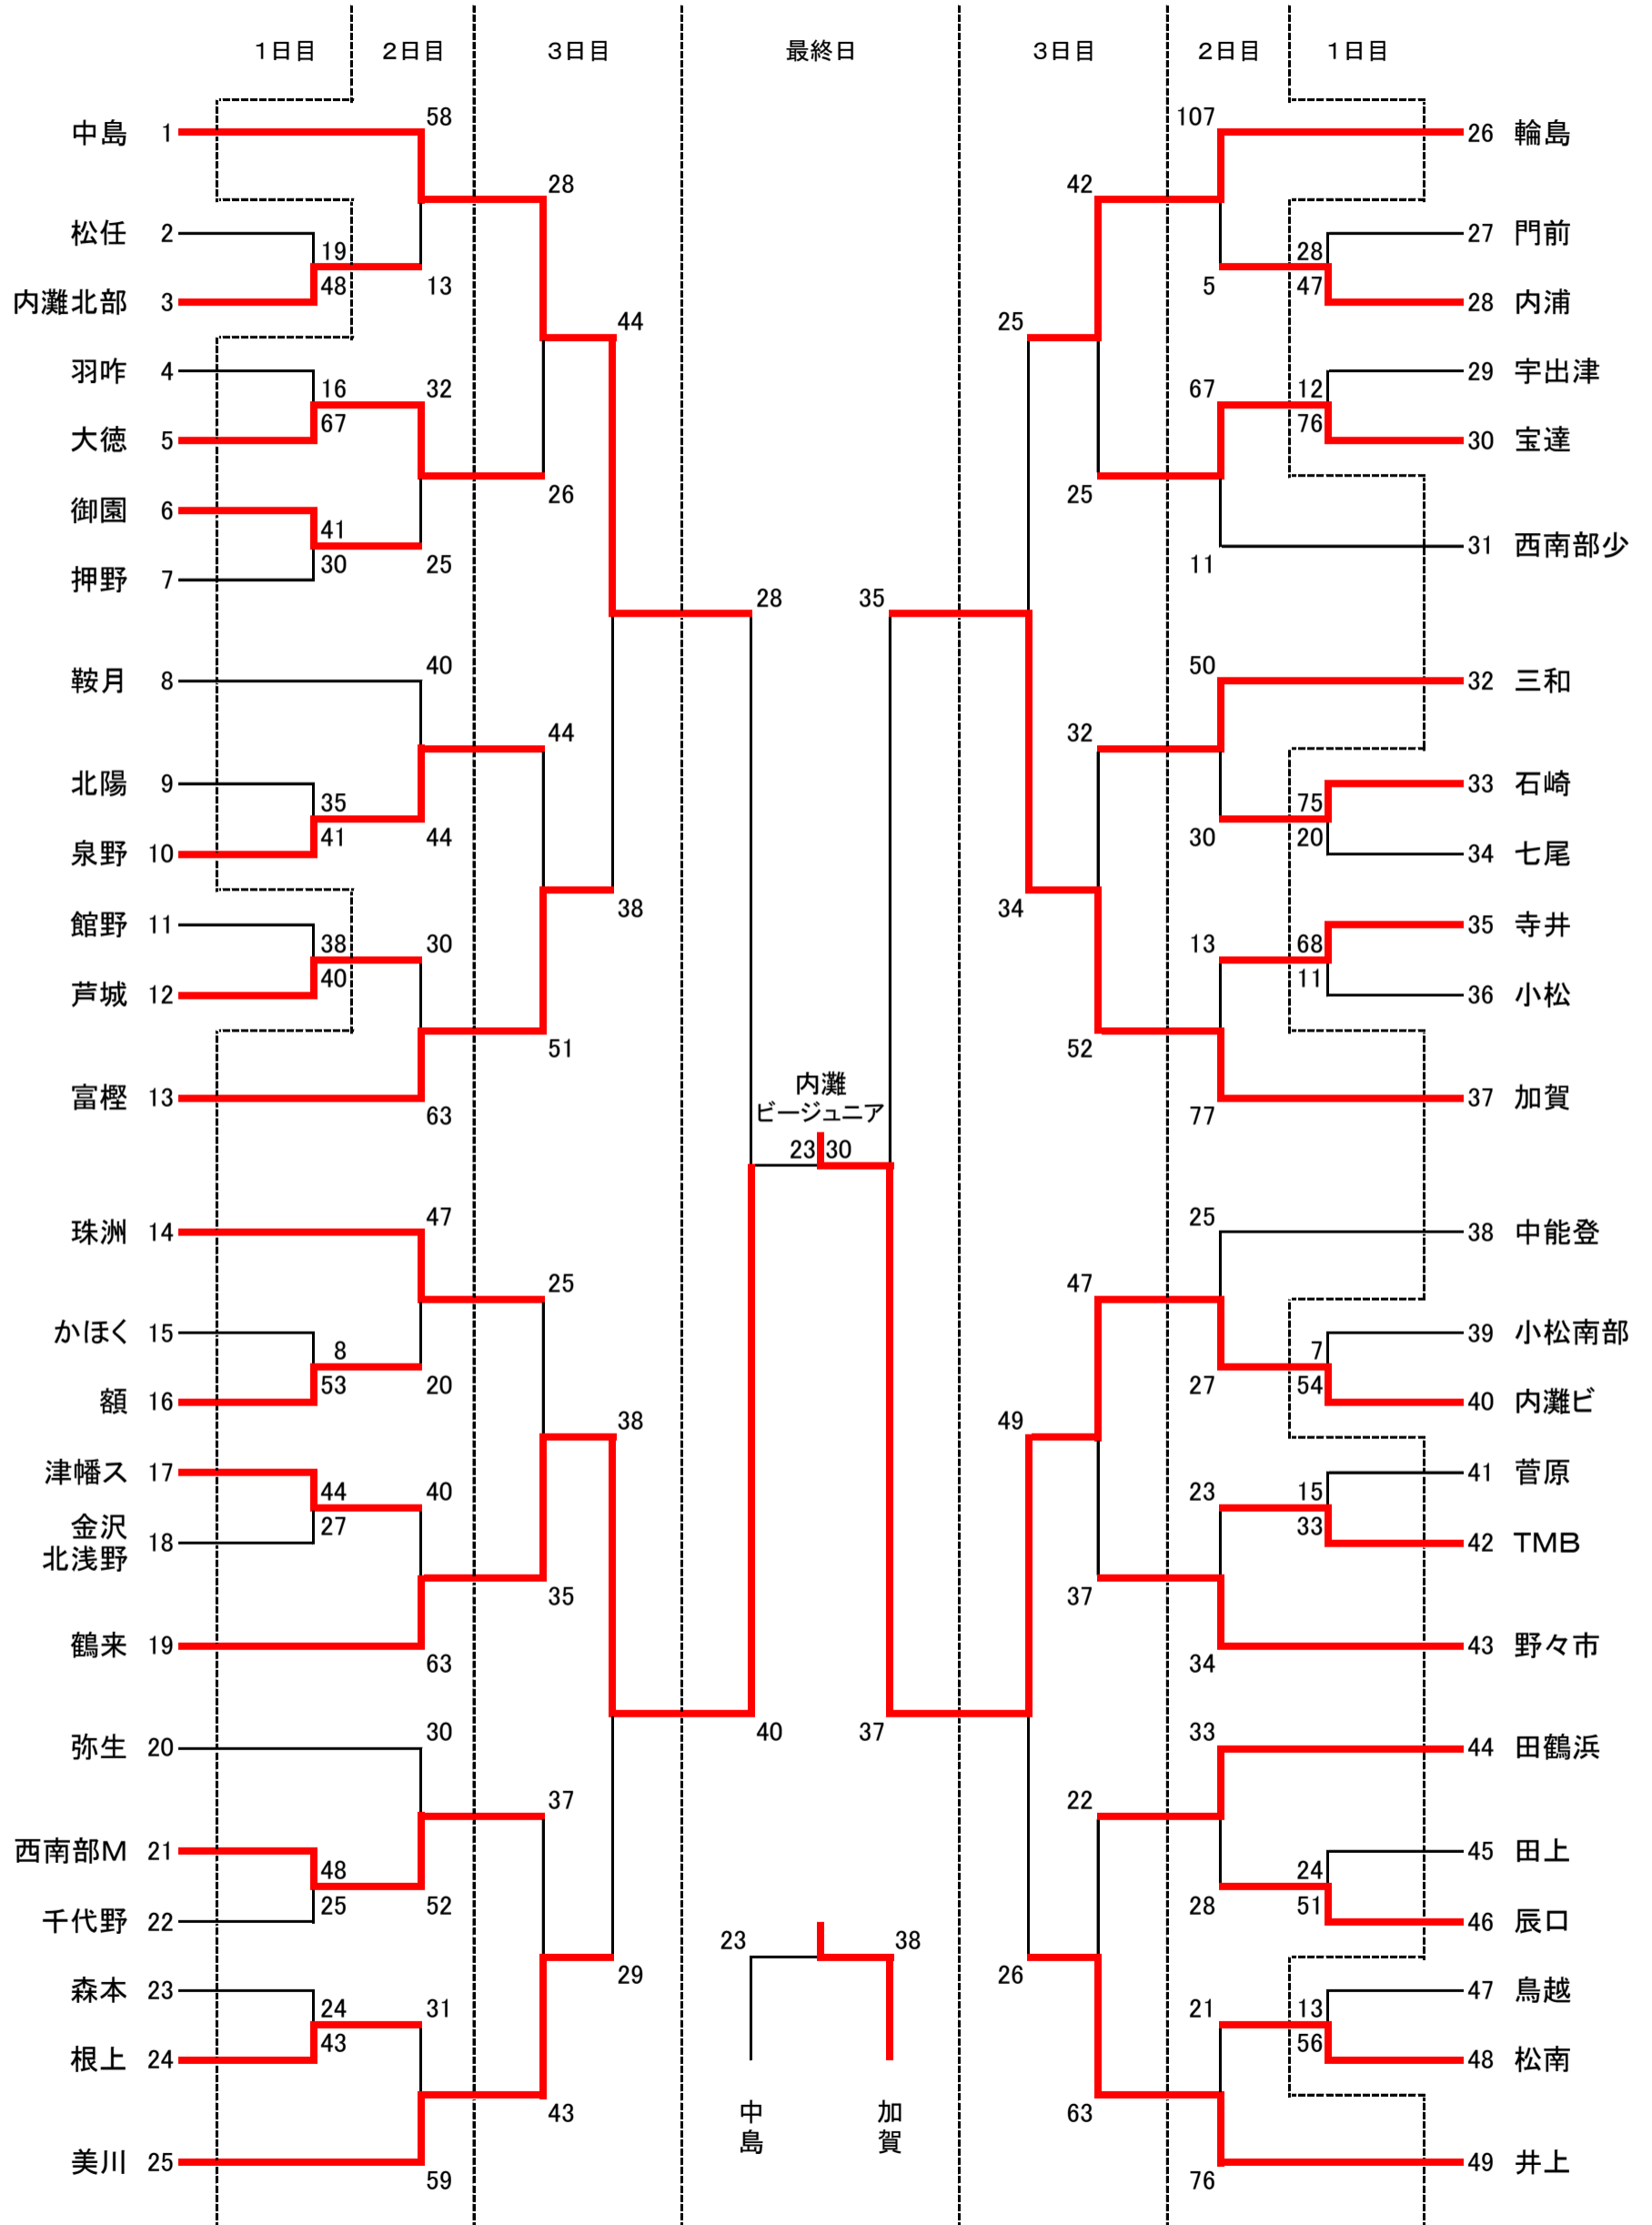 1日目 2日目 3日目 最終日 3日目 2日目 1日目
58 107
中島 1 26 輪島
28 42
松任 2 27 門前
19 28
48 13 5 47
内灘北部 3 28 内浦
44 25
羽咋 4 29 宇出津
16 32 67 12
67 76
大徳 5 30 宝達
26 25
御園 6
41
31 西南部少
30 25 11
押野 7
28 35
40 50
鞍月 8 32 三和
44 32
北陽 9 33 石崎
35 75
41 44 30 20
泉野 10 34 七尾
38 34
館野 11 35 寺井
38 30 13 68
40 11
芦城 12 36 小松
51 52
内灘
富樫 13 37 加賀
ビージュニア
63 77
23 30
47 25
珠洲 14 38 中能登
25 47
かほく 15 39 小松南部
8 7
53 20 27 54
額 16 40 内灘ビ
38 49
津幡ス 17 41 菅原
44 40 23 15
27 33
金沢
北浅野 18 42 TMB
35 37
鶴来 19 43 野々市
63 34
30 40 37 33
弥生 20 44 田鶴浜
37 22
西南部M 21 45 田上
48 24
25 52 28 51
千代野 22 46 辰口
23 38
29 26
森本 23 47 鳥越
24 31 21 13
43 56
根上 24 48 松南
43 中島 加賀 63
美川 25 49 井上
59 76